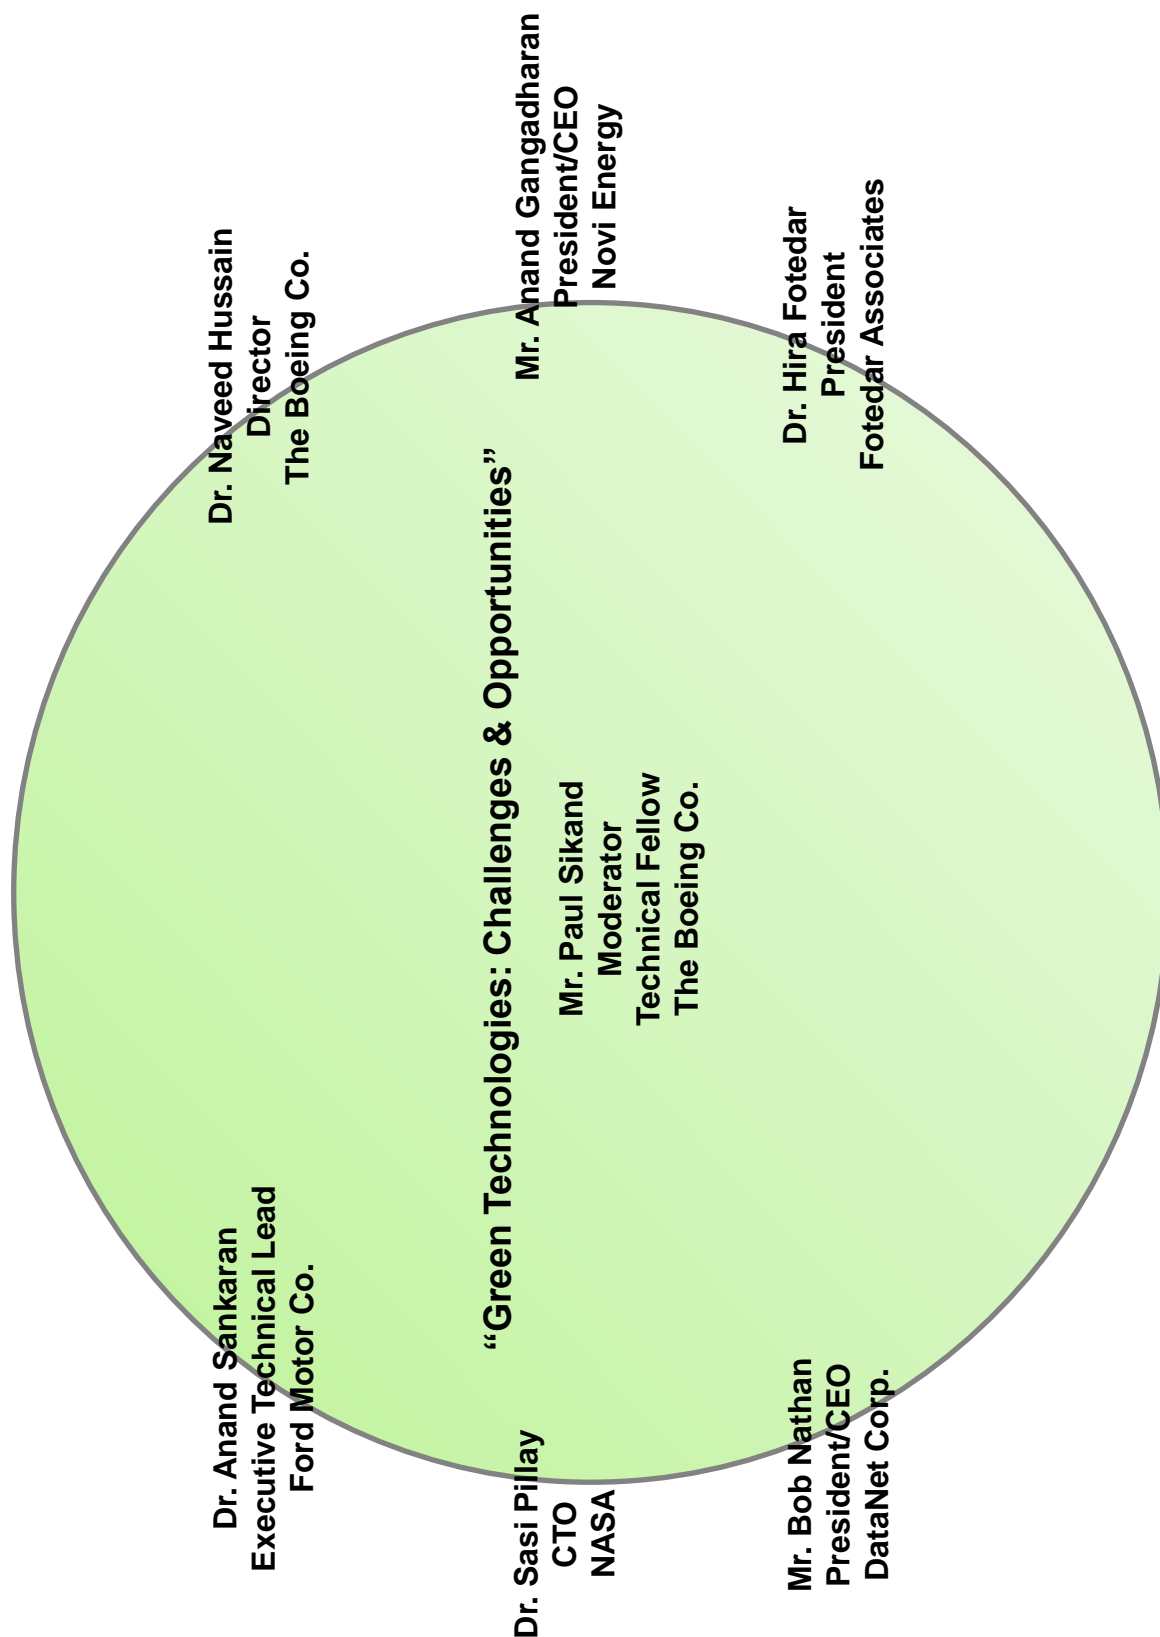 Dr. Anand Sankaran
Executive Technical Lead
Ford Motor Co.
Dr. Naveed Hussain
Director
The Boeing Co.
“Green Technologies: Challenges & Opportunities”
Dr. Sasi Pillay
CTO
NASA
Mr. Paul Sikand
Moderator
Technical Fellow
The Boeing Co.
Mr. Anand Gangadharan
President/CEO
Novi Energy
Mr. Bob Nathan
President/CEO
DataNet Corp.
Dr. Hira Fotedar
President
Fotedar Associates